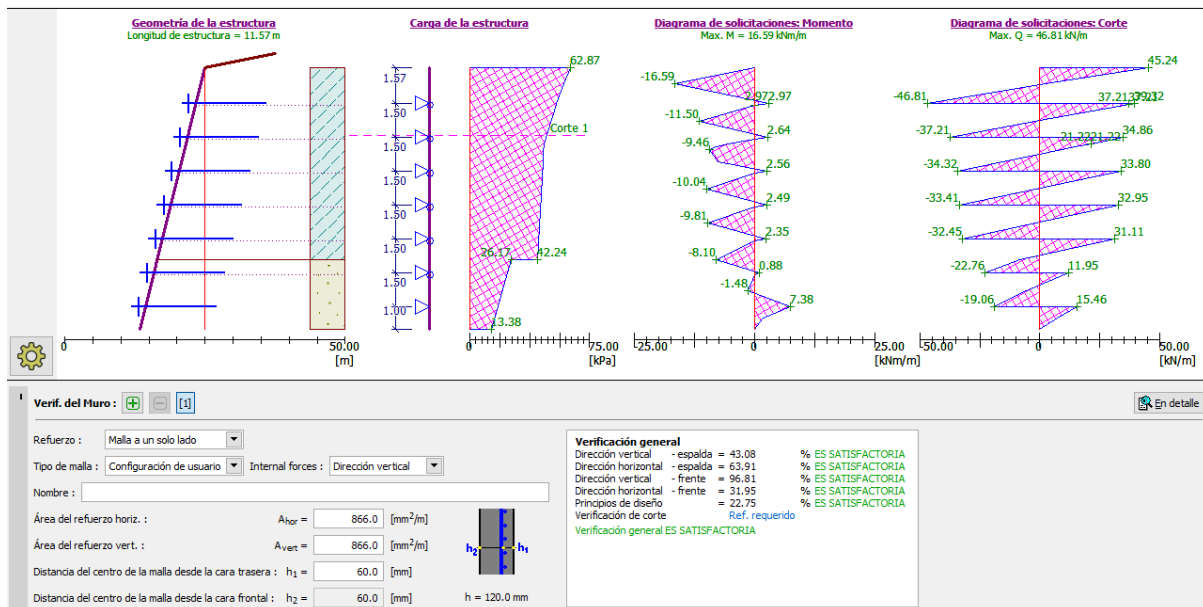 Geometría de la estructura
Longitud de estructura = 11.57 m
Carga de la estructura
Diagrama de solicitaciones: Momento
Max. M = 16.59 kNm/m
Diagrama de solicitaciones: Corte
Max. Q = 46.81 kN/m
1.57
1.50
1.50
1.50
1.50
1.50
1.50
1.00
62.87
Corte 1
26.17
42.24
13.38
-16.59
2.97
2.97
-11.50
2.64
-9.46
2.56
-10.04
2.49
-9.81
2.35
-8.10
0.88
-1.48
7.38
45.24
-46.81
37.21
37.21
39.32
-37.21
34.86
21.22
21.22
-34.32
33.80
-33.41
32.95
-32.45
31.11
-22.76
11.95
-19.06
15.46
0
50.00
[m]
0
75.00
[kPa]
-25.00
0
25.00
[kNm/m]
-50.00
0
50.00
[kN/m]
Verif. del Muro :
[1]
En detalle
Refuerzo :
Malla a un solo lado
Tipo de malla :
Configuración de usuario
Internal forces :
Dirección vertical
Nombre :
Área del refuerzo horiz. :
Ahor =
866.0
[mm²/m]
Área del refuerzo vert. :
Avert =
866.0
[mm²/m]
Distancia del centro de la malla desde la cara trasera :
h1 =
60.0
[mm]
Distancia del centro de la malla desde la cara frontal :
h2 =
60.0
[mm]
h2
h1
h = 120.0 mm
Verificación general
Dirección vertical - espalda = 43.08 % ES SATISFACTORIA
Dirección horizontal - espalda = 63.91 % ES SATISFACTORIA
Dirección vertical - frente = 96.81 % ES SATISFACTORIA
Dirección horizontal - frente = 31.95 % ES SATISFACTORIA
Principios de diseño = 22.75 % ES SATISFACTORIA
Verificación de corte Ref. requerido
Verificación general ES SATISFACTORIA